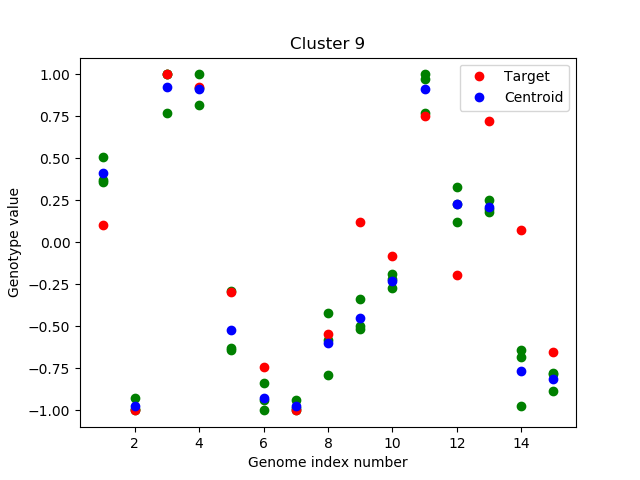 Cluster 9
Target
Centroid
1.00
0.75
0.50
0.25
0.00
−0.25
−0.50
−0.75
−1.00
Genotype value
2 4 6 8 10 12 14
Genome index number